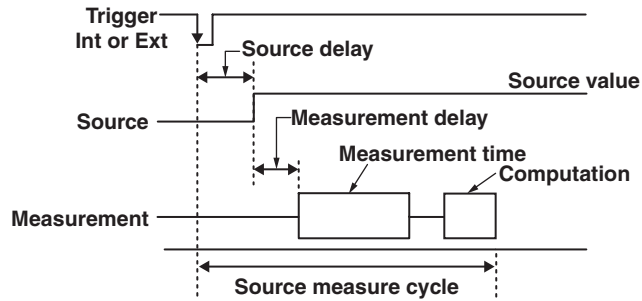 Trigger
Int or Ext
Source delay
Source value
Source
Measurement delay
Measurement time
Computation
Measurement
Source measure cycle